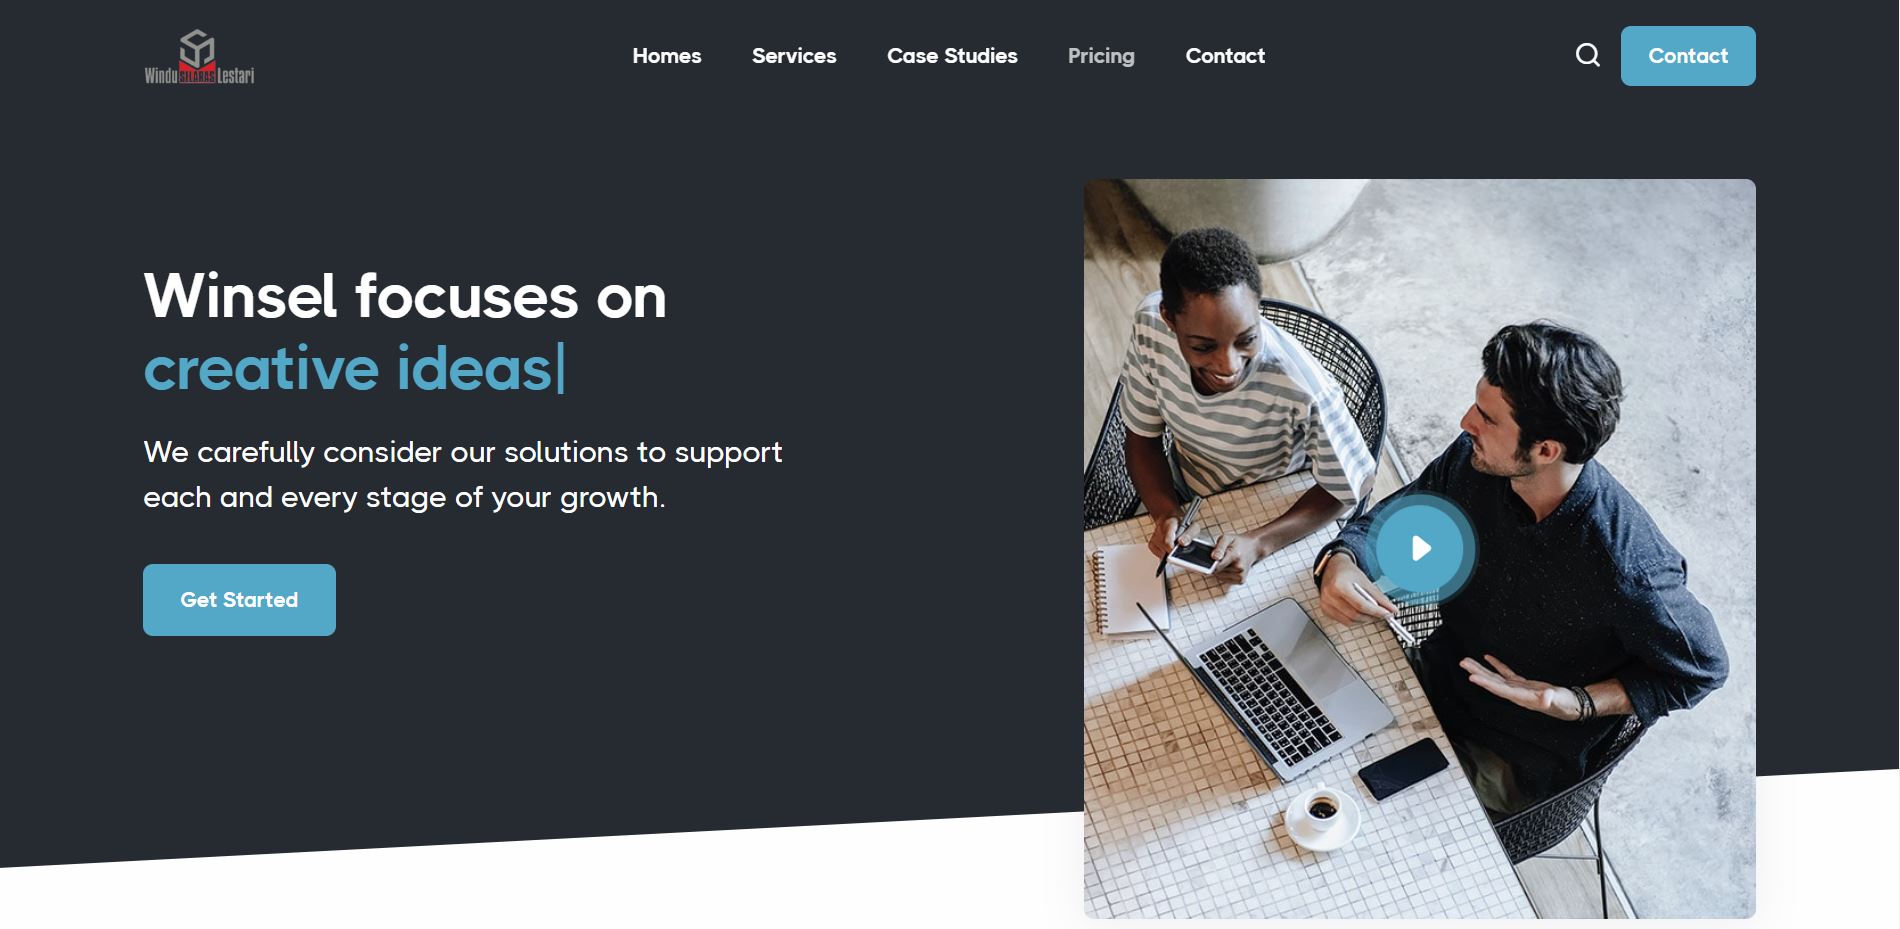 Windu SILARAS Lestari
Homes
Services
Case Studies
Pricing
Contact
Contact
Winsel focuses on
creative ideas|
We carefully consider our solutions to support
each and every stage of your growth.
Get Started